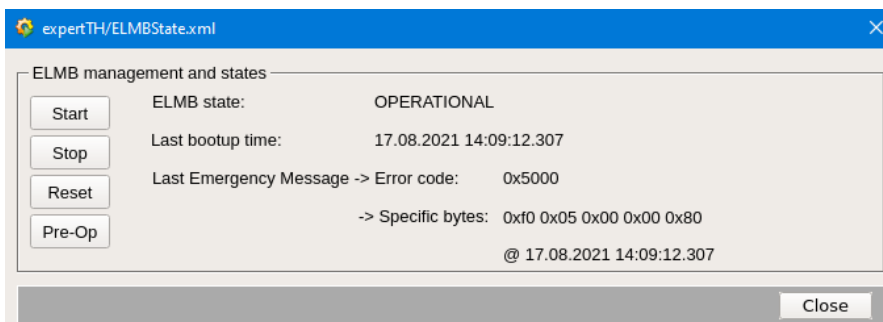 expertTH/ELMBState.xml
ELMB management and states
Start
ELMB state: OPERATIONAL
Stop
Last bootup time: 17.08.2021 14:09:12.307
Reset
Last Emergency Message -> Error code: 0x5000
Pre-Op
-> Specific bytes: 0xf0 0x05 0x00 0x00 0x80
@ 17.08.2021 14:09:12.307
Close